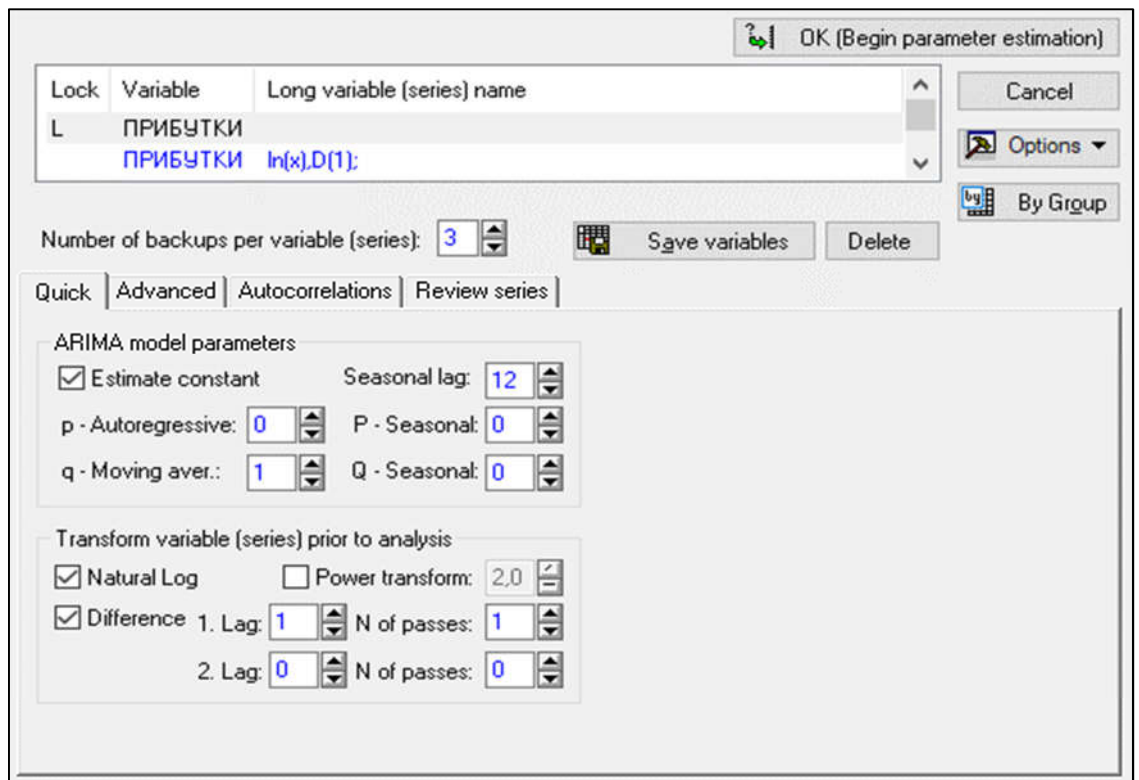 OK (Begin parameter estimation)
Lock Variable Long variable (series) name
Cancel
L ПРИБУТКИ
Options
ПРИБУТКИ ln(x),D(1);
By Group
Number of backups per variable (series): 3 Save variables Delete
Quick Advanced Autocorrelations Review series
ARIMA model parameters
Estimate constant Seasonal lag: 12
p - Autoregressive: 0 P - Seasonal: 0
q - Moving aver.: 1 Q - Seasonal: 0
Transform variable (series) prior to analysis
Natural Log Power transform: 2,0
Difference 1. Lag: 1 N of passes: 1
2. Lag: 0 N of passes: 0